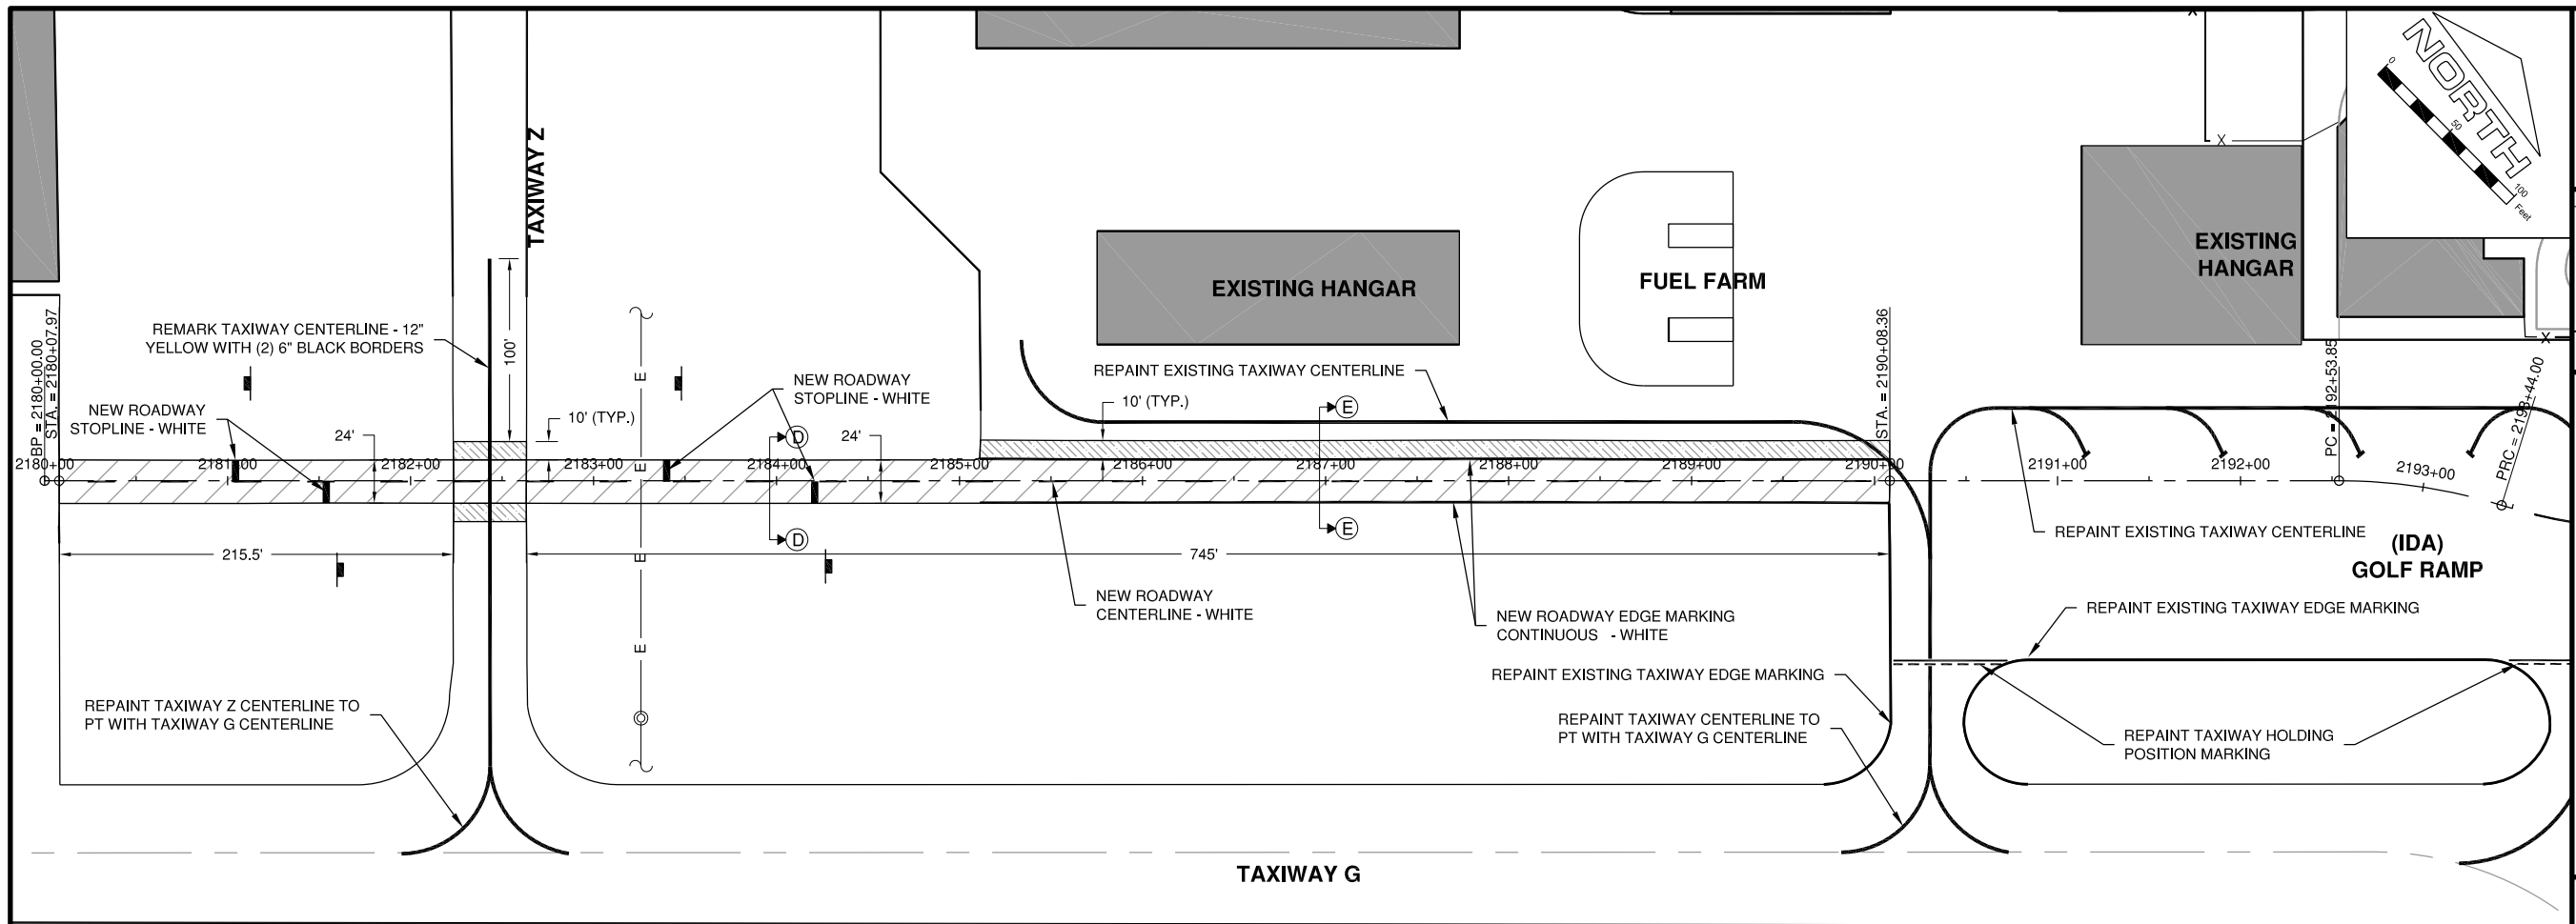 NORTH
0
50
100
Feet
TAXIWAY Z
EXISTING HANGAR
FUEL FARM
EXISTING
HANGAR
REMARK TAXIWAY CENTERLINE - 12"
YELLOW WITH (2) 6" BLACK BORDERS
100'
BP = 2180+00.00
STA. = 2180+07.97
NEW ROADWAY
STOPLINE - WHITE
24'
10' (TYP.)
NEW ROADWAY
STOPLINE - WHITE
24'
REPAINT EXISTING TAXIWAY CENTERLINE
10' (TYP.)
STA. = 2190+08.36
PC = 2192+53.85
PRC = 2193+44.00
E
E
E
E
D
D
E
E
X
X
X
2180+00
2181+00
2182+00
2183+00
2184+00
2185+00
2186+00
2187+00
2188+00
2189+00
2190+00
2191+00
2192+00
2193+00
215.5'
745'
NEW ROADWAY
CENTERLINE - WHITE
NEW ROADWAY EDGE MARKING
CONTINUOUS - WHITE
REPAINT EXISTING TAXIWAY CENTERLINE
(IDA)
GOLF RAMP
REPAINT EXISTING TAXIWAY EDGE MARKING
REPAINT EXISTING TAXIWAY EDGE MARKING
REPAINT TAXIWAY Z CENTERLINE TO
PT WITH TAXIWAY G CENTERLINE
REPAINT TAXIWAY CENTERLINE TO
PT WITH TAXIWAY G CENTERLINE
REPAINT TAXIWAY HOLDING
POSITION MARKING
TAXIWAY G